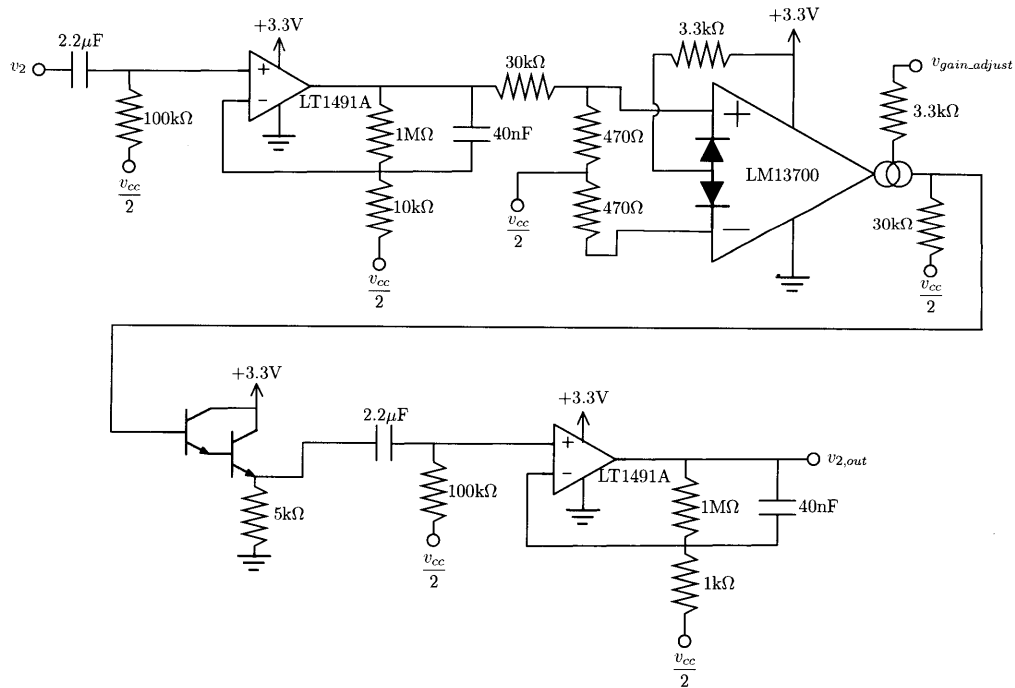 +3.3V
2.2μF
v2
100kΩ
vcc
2
+
−
LT1491A
1MΩ
40nF
10kΩ
vcc
2
30kΩ
470Ω
470Ω
vcc
2
3.3kΩ
+3.3V
+
−
LM13700
vgain_adjust
3.3kΩ
30kΩ
vcc
2
+3.3V
5kΩ
2.2μF
100kΩ
vcc
2
+3.3V
+
−
LT1491A
1MΩ
40nF
v2,out
1kΩ
vcc
2